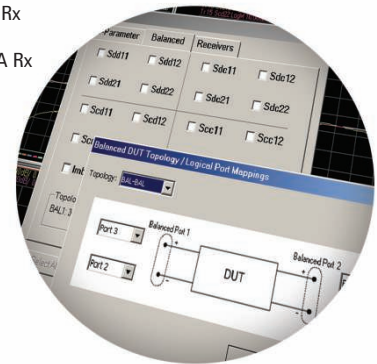 Rx
A Rx
Parameter Balanced Receivers
Sdd11 Sdd12 Sdc11 Sdc12
Sdd21 Sdd22 Sdc21 Sdc22
Scd11 Scd12 Scc11 Scc12
Balanced DUT Topology / Logical Port Mappings
Topology: BAL-BAL
Port 3
Port 2
Balanced Port 1
+
-
DUT
Balanced Port 2
+
-